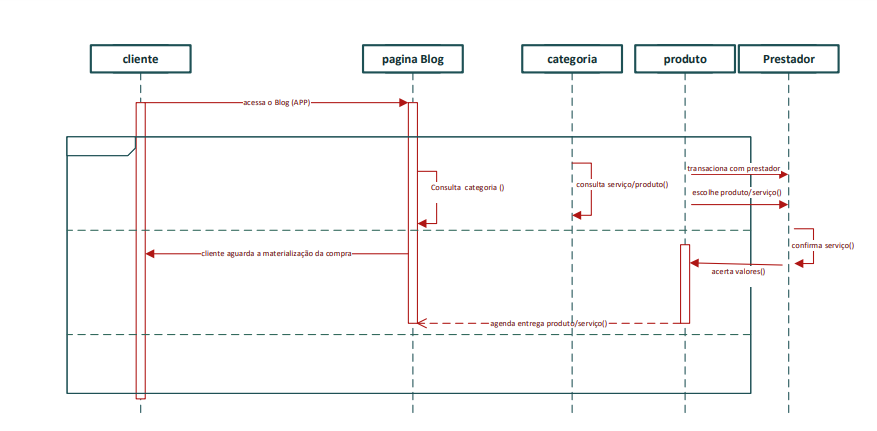 cliente
pagina Blog
categoria
produto
Prestador
acessa o Blog (APP)
transaciona com prestador
Consulta categoria ()
consulta serviço/produto()
escolhe produto/serviço()
confirma serviço()
cliente aguarda a materialização da compra
acerta valores()
agenda entrega produto/serviço()